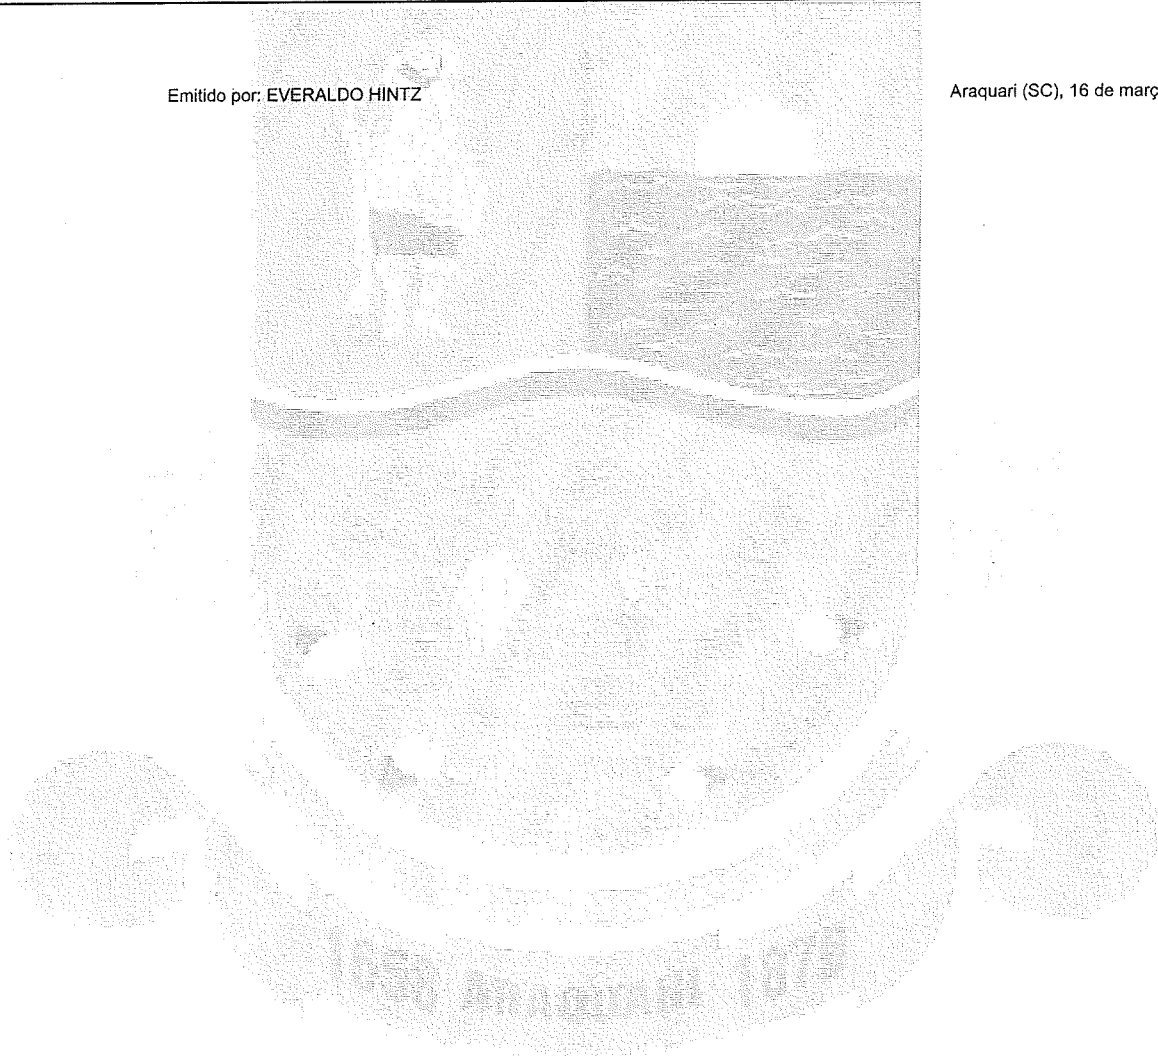 Emitido por: EVERALDO HINTZ
Araquari (SC), 16 de març